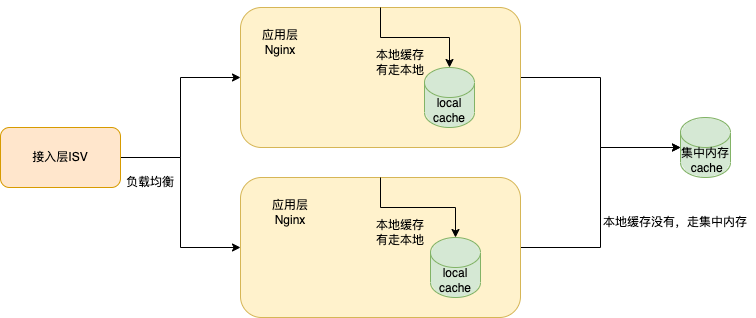 接入层ISV
负载均衡
应用层
Nginx
本地缓存
有走本地
local
cache
应用层
Nginx
本地缓存
有走本地
local
cache
集中内存
cache
本地缓存没有，走集中内存